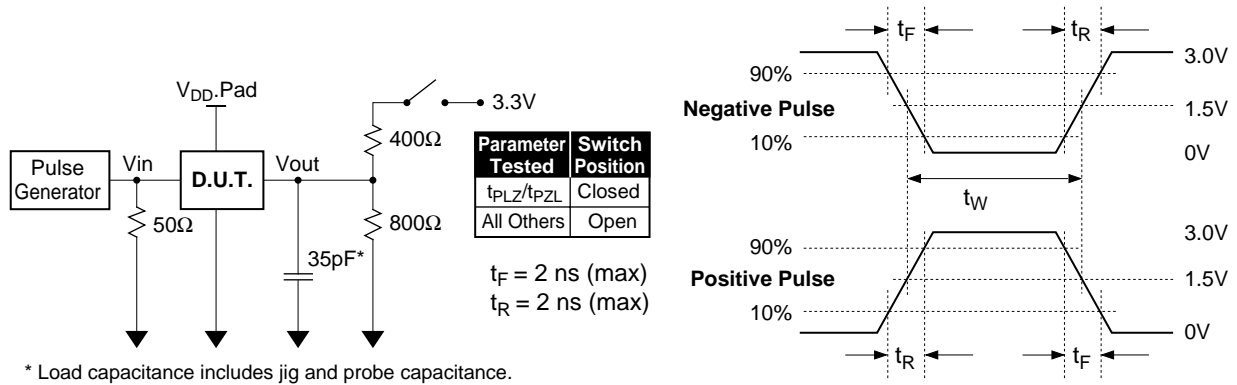 V_DD.Pad
Pulse
Generator
Vin
D.U.T.
Vout
50Ω
35pF*
400Ω
800Ω
3.3V
Parameter Tested Switch Position
t_PLZ/t_PZL Closed
All Others Open
t_F = 2 ns (max)
t_R = 2 ns (max)
* Load capacitance includes jig and probe capacitance.
t_F
t_R
90%
3.0V
Negative Pulse
1.5V
10%
0V
t_W
90%
3.0V
Positive Pulse
1.5V
10%
0V
t_R
t_F